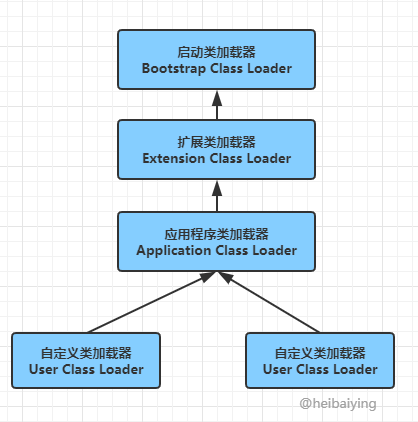 启动类加载器
Bootstrap Class Loader
扩展类加载器
Extension Class Loader
应用程序类加载器
Application Class Loader
自定义类加载器
User Class Loader
自定义类加载器
User Class Loader
@heibaiying